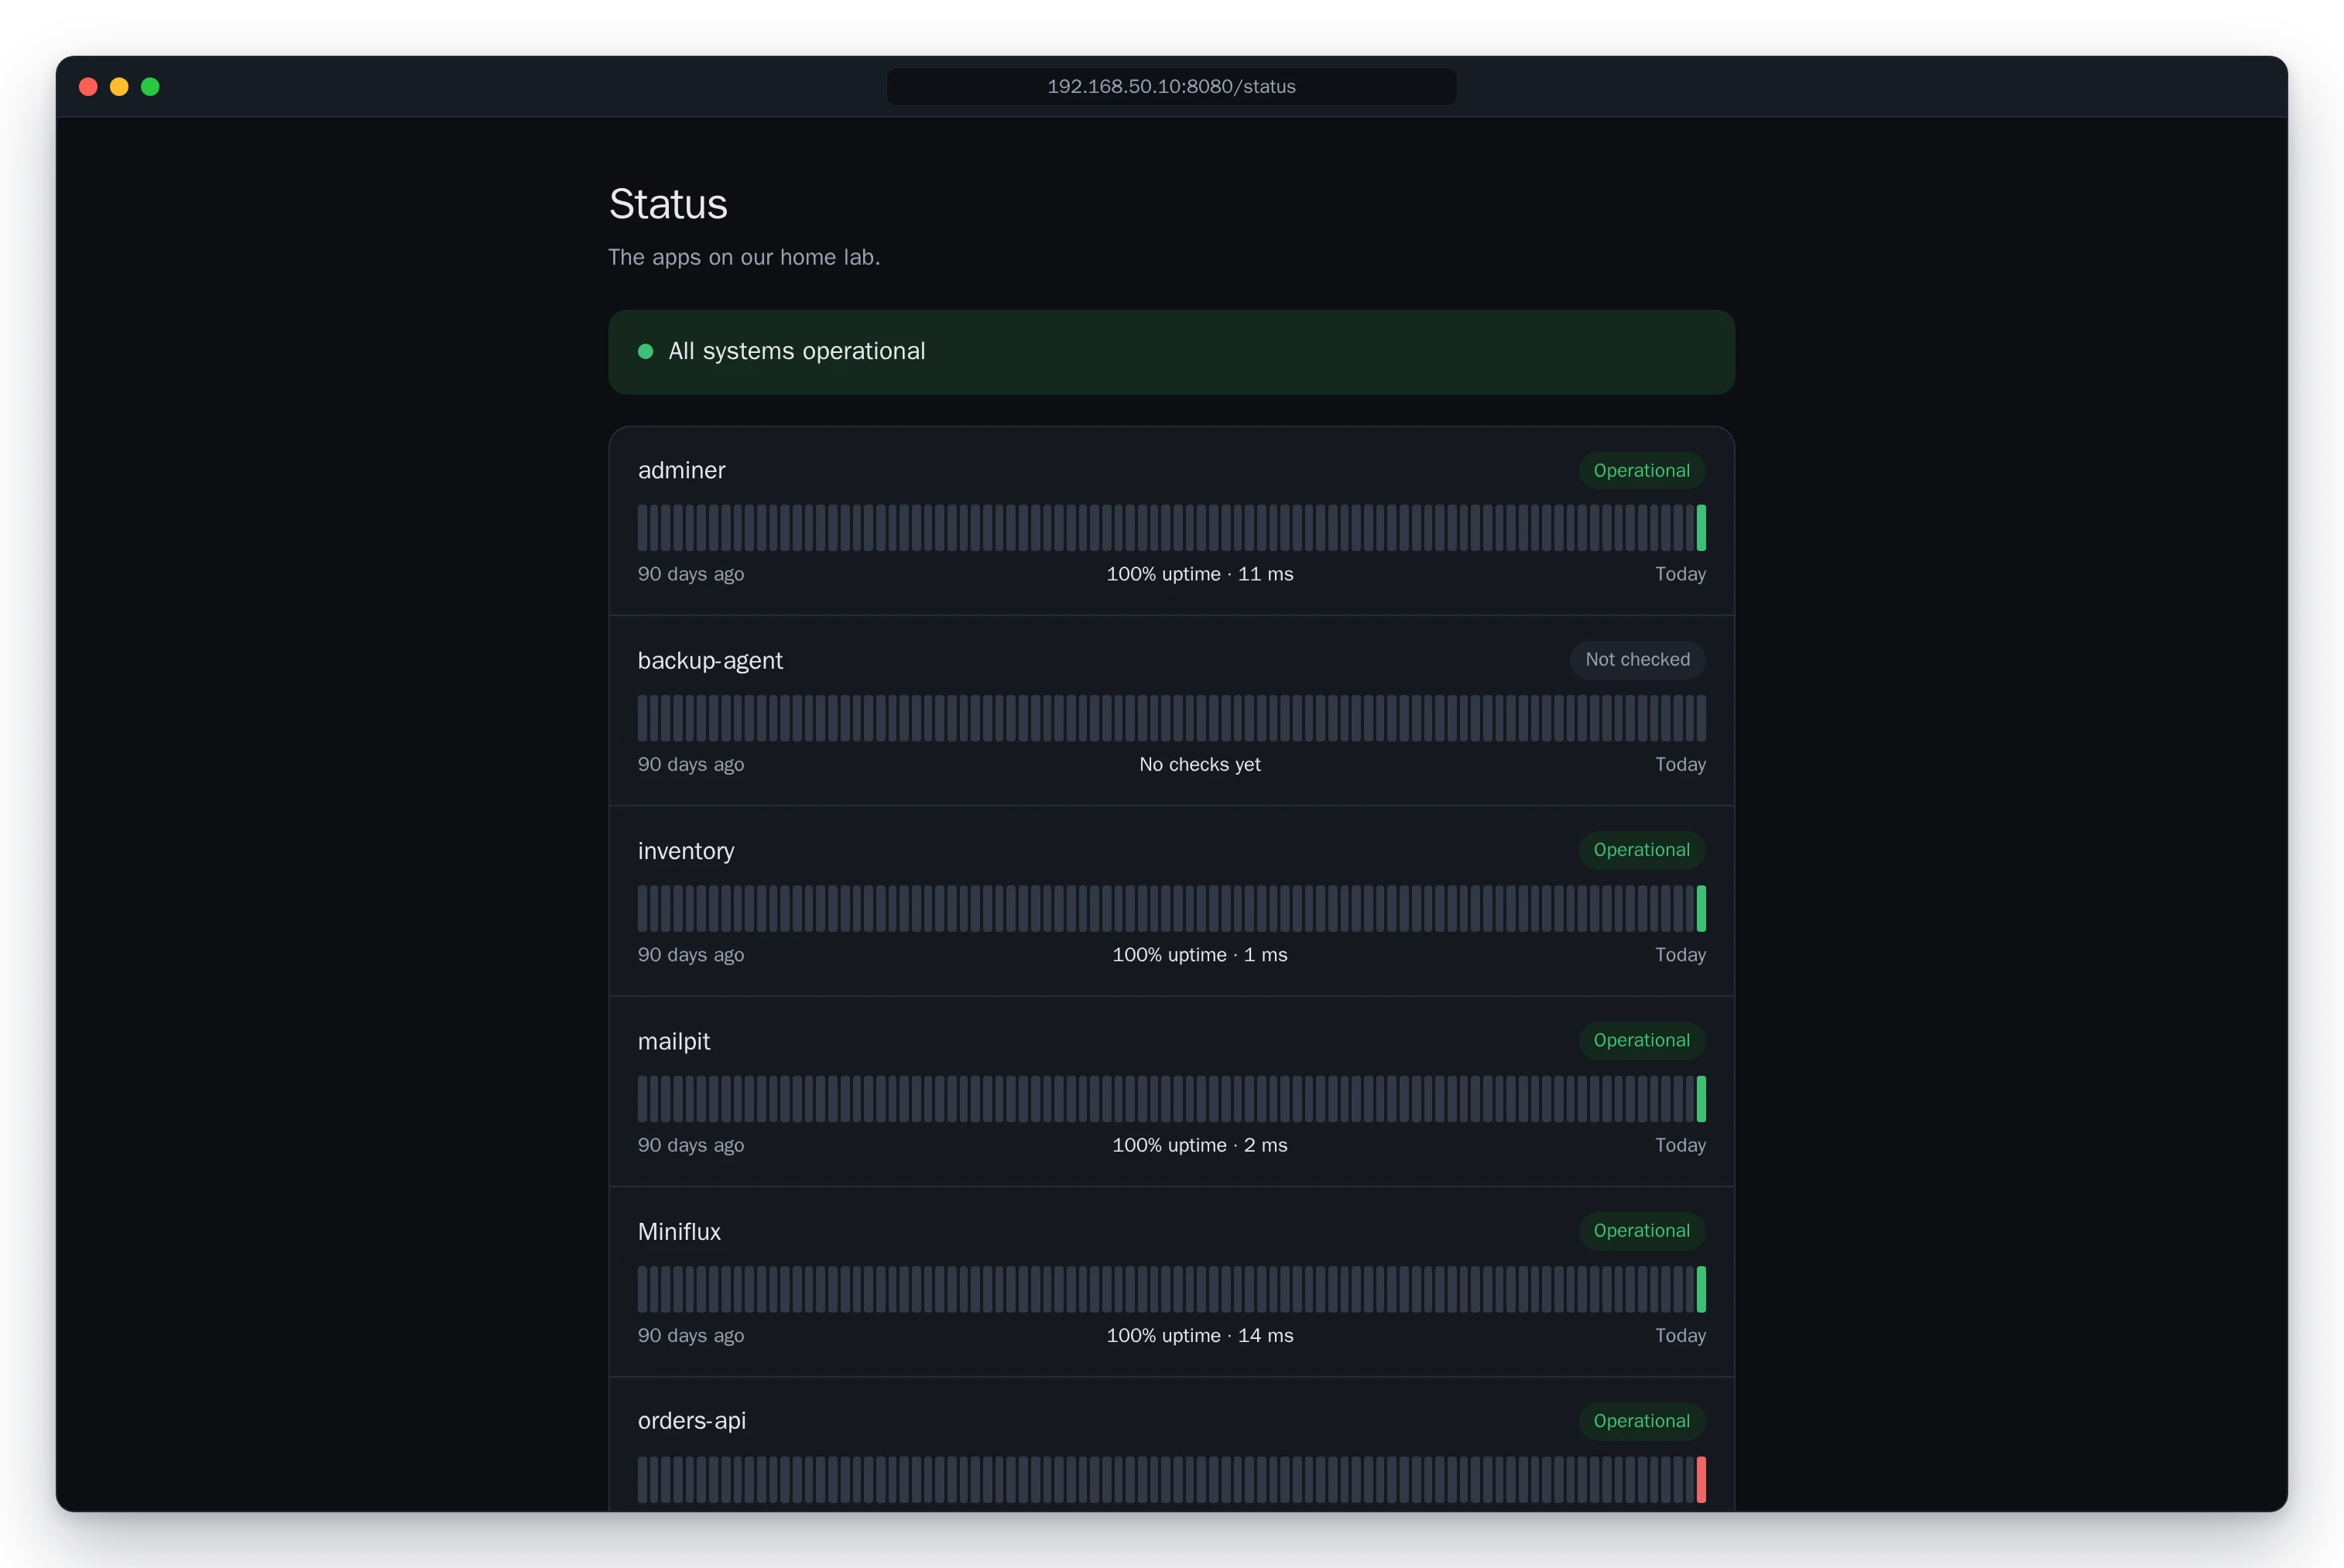 192.168.50.10:8080/status
Status
The apps on our home lab.
All systems operational
adminer
Operational
90 days ago
100% uptime · 11 ms
Today
backup-agent
Not checked
90 days ago
No checks yet
Today
inventory
Operational
90 days ago
100% uptime · 1 ms
Today
mailpit
Operational
90 days ago
100% uptime · 2 ms
Today
Miniflux
Operational
90 days ago
100% uptime · 14 ms
Today
orders-api
Operational